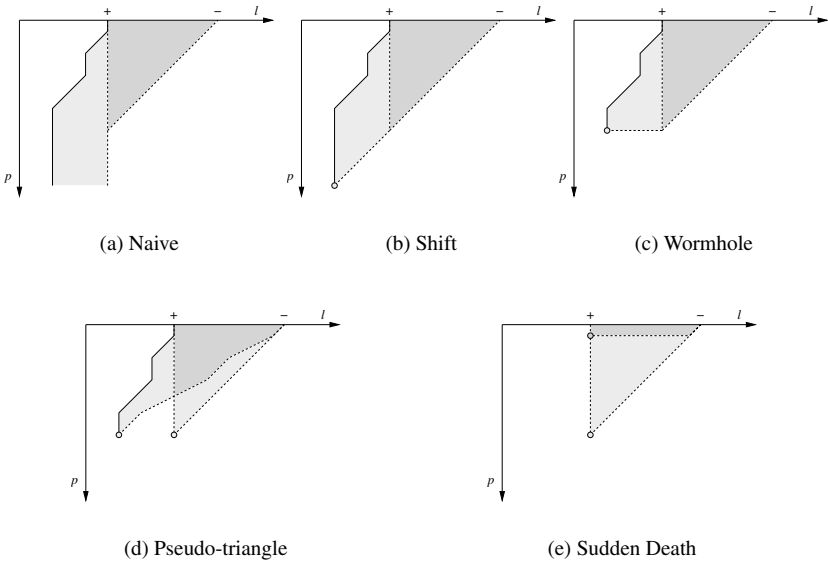 + − l
p
(a) Naive
+ − l
p
(b) Shift
+ − l
p
(c) Wormhole
+ − l
p
(d) Pseudo-triangle
+ − l
p
(e) Sudden Death